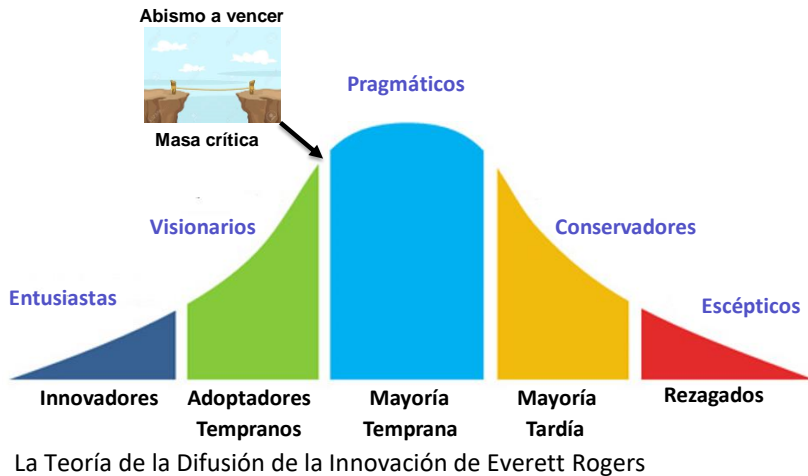 Abismo a vencer
Masa crítica
Pragmáticos
Visionarios
Conservadores
Entusiastas
Escépticos
Innovadores
Adoptadores
Tempranos
Mayoría
Temprana
Mayoría
Tardía
Rezagados
La Teoría de la Difusión de la Innovación de Everett Rogers